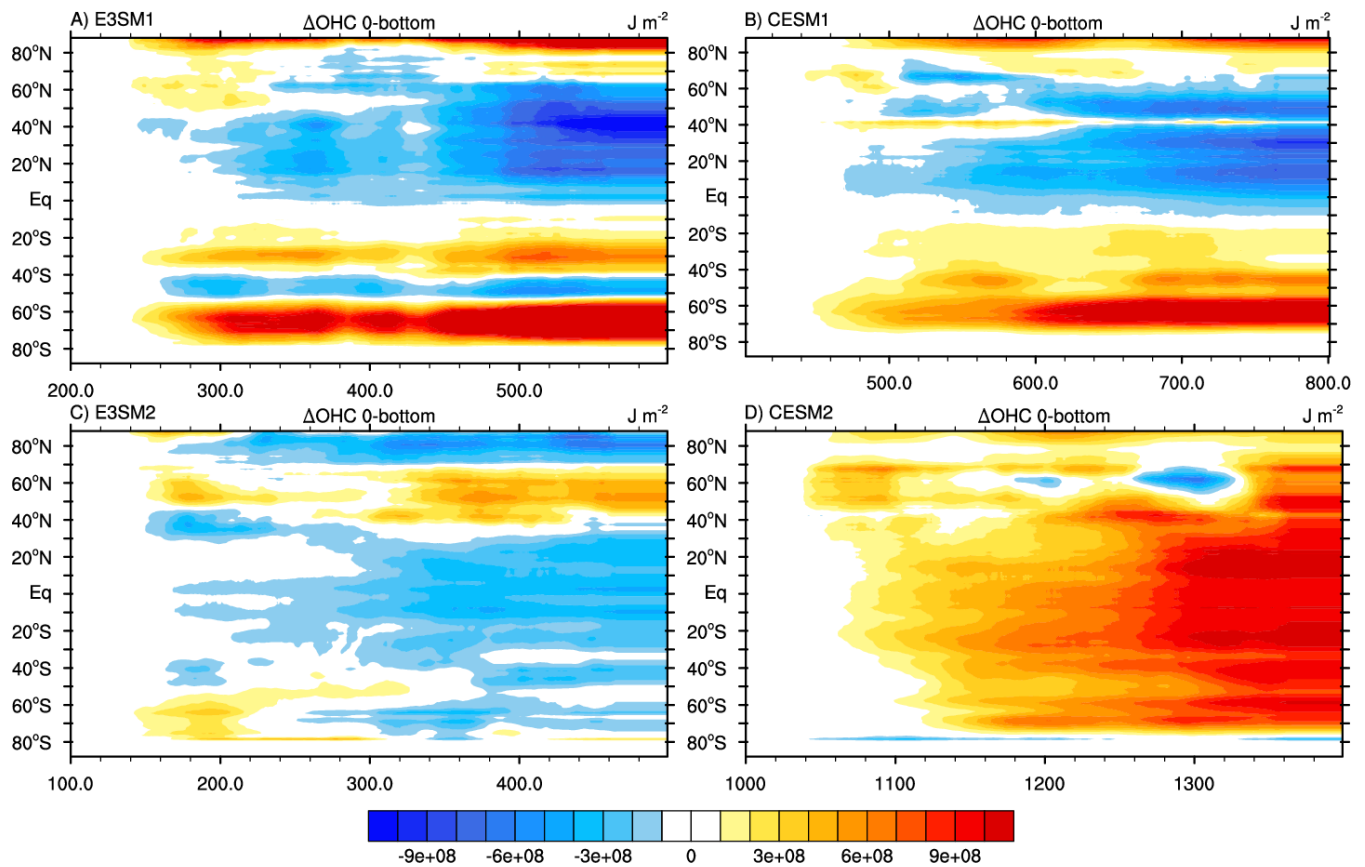 A) E3SM1 ΔOHC 0-bottom J m-2
B) CESM1 ΔOHC 0-bottom J m-2
80°N
60°N
40°N
20°N
Eq
20°S
40°S
60°S
80°S
80°N
60°N
40°N
20°N
Eq
20°S
40°S
60°S
80°S
200.0 300.0 400.0 500.0
500.0 600.0 700.0 800.0
C) E3SM2 ΔOHC 0-bottom J m-2
D) CESM2 ΔOHC 0-bottom J m-2
80°N
60°N
40°N
20°N
Eq
20°S
40°S
60°S
80°S
80°N
60°N
40°N
20°N
Eq
20°S
40°S
60°S
80°S
100.0 200.0 300.0 400.0
1000 1100 1200 1300
-9e+08 -6e+08 -3e+08 0 3e+08 6e+08 9e+08